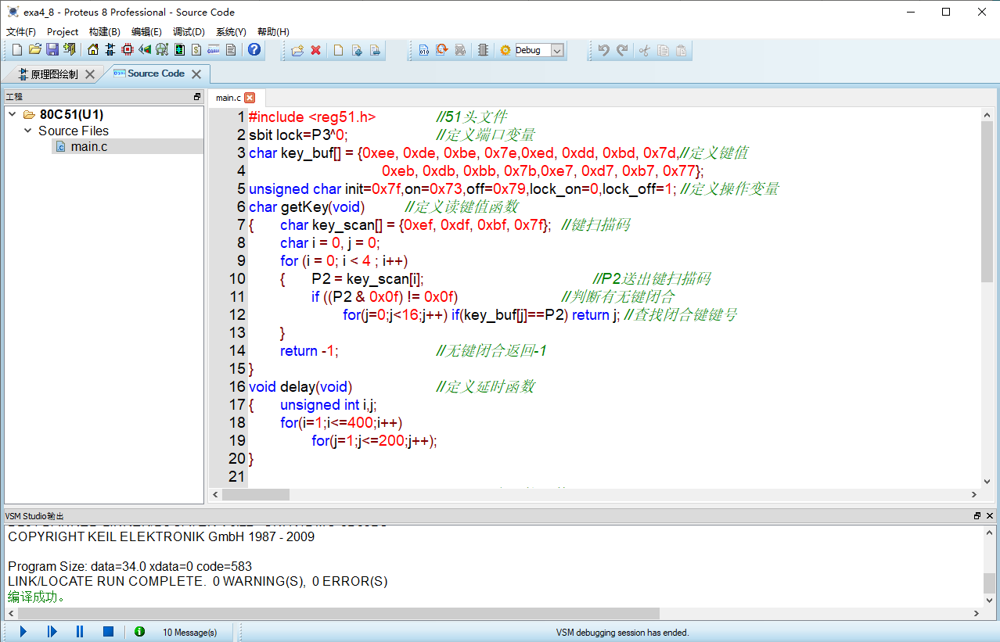 exa4_8 - Proteus 8 Professional - Source Code
文件(F) Project 构建(B) 编辑(E) 调试(D) 系统(Y) 帮助(H)
Debug
原理图绘制 Source Code
工程
80C51(U1)
Source Files
main.c
main.c
1 #include <reg51.h> //51头文件
2 sbit lock=P3^0; //定义端口变量
3 char key_buf[] = {0xee, 0xde, 0xbe, 0x7e,0xed, 0xdd, 0xbd, 0x7d,//定义键值
4 0xeb, 0xdb, 0xbb, 0x7b,0xe7, 0xd7, 0xb7, 0x77};
5 unsigned char init=0x7f,on=0x73,off=0x79,lock_on=0,lock_off=1; //定义操作变量
6 char getKey(void) //定义读键值函数
7 { char key_scan[] = {0xef, 0xdf, 0xbf, 0x7f}; //键扫描码
8 char i = 0, j = 0;
9 for (i = 0; i < 4 ; i++)
10 { P2 = key_scan[i]; //P2送出键扫描码
11 if ((P2 & 0x0f) != 0x0f) //判断有无键闭合
12 for(j=0;j<16;j++) if(key_buf[j]==P2) return j; //查找闭合键键号
13 }
14 return -1; //无键闭合返回-1
15 }
16 void delay(void) //定义延时函数
17 { unsigned int i,j;
18 for(i=1;i<=400;i++)
19 for(j=1;j<=200;j++);
20 }
21
VSM Studio输出
COPYRIGHT KEIL ELEKTRONIK GmbH 1987 - 2009
Program Size: data=34.0 xdata=0 code=583
LINK/LOCATE RUN COMPLETE. 0 WARNING(S), 0 ERROR(S)
编译成功。
10 Message(s) VSM debugging session has ended.